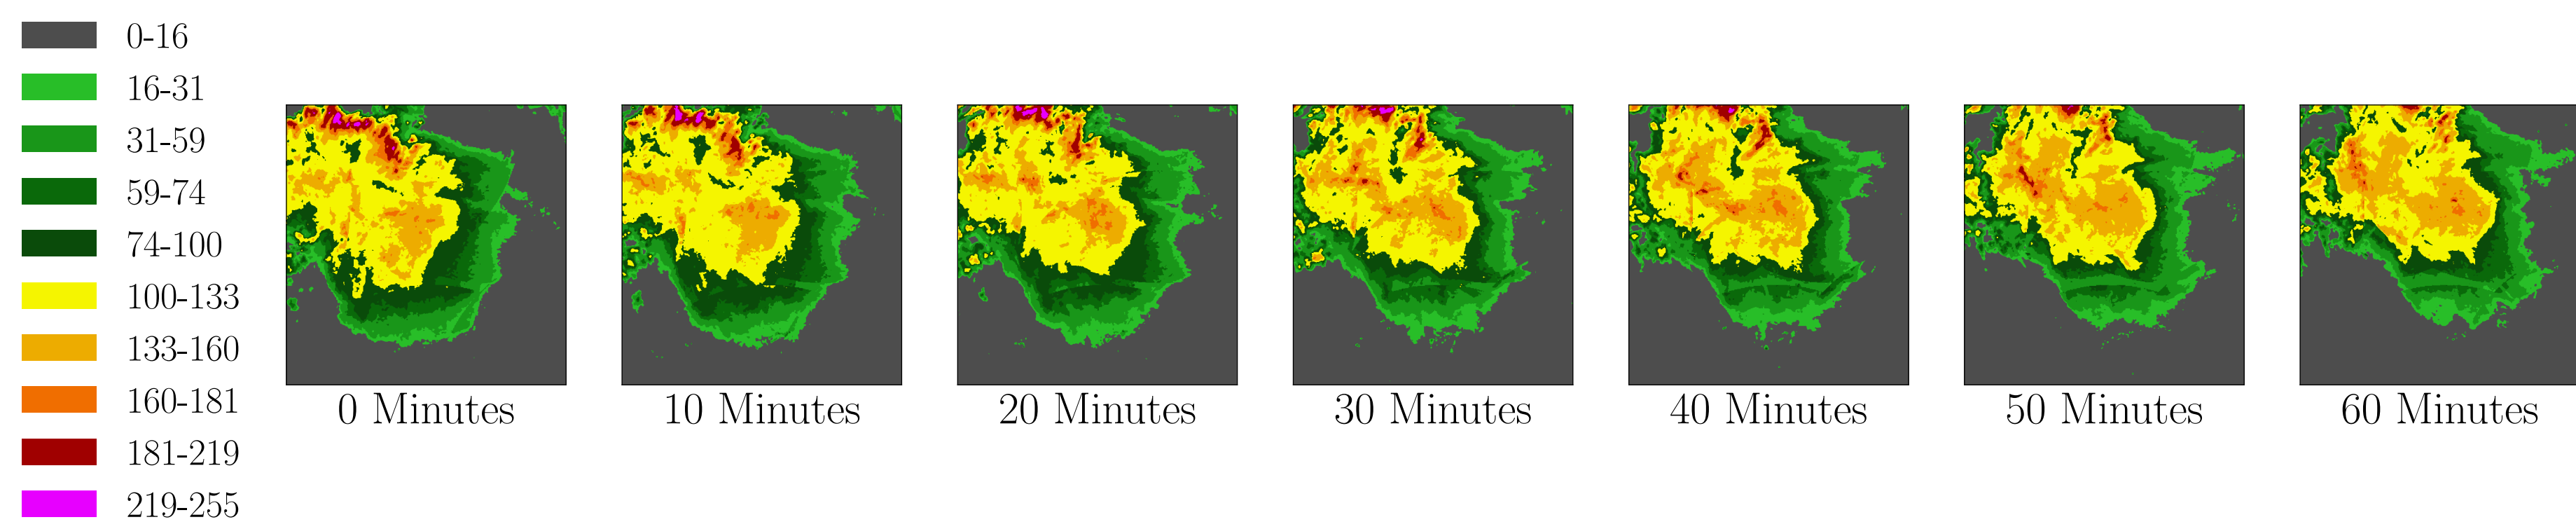 0-16
16-31
31-59
59-74
74-100
100-133
133-160
160-181
181-219
219-255
0 Minutes
10 Minutes
20 Minutes
30 Minutes
40 Minutes
50 Minutes
60 Minutes